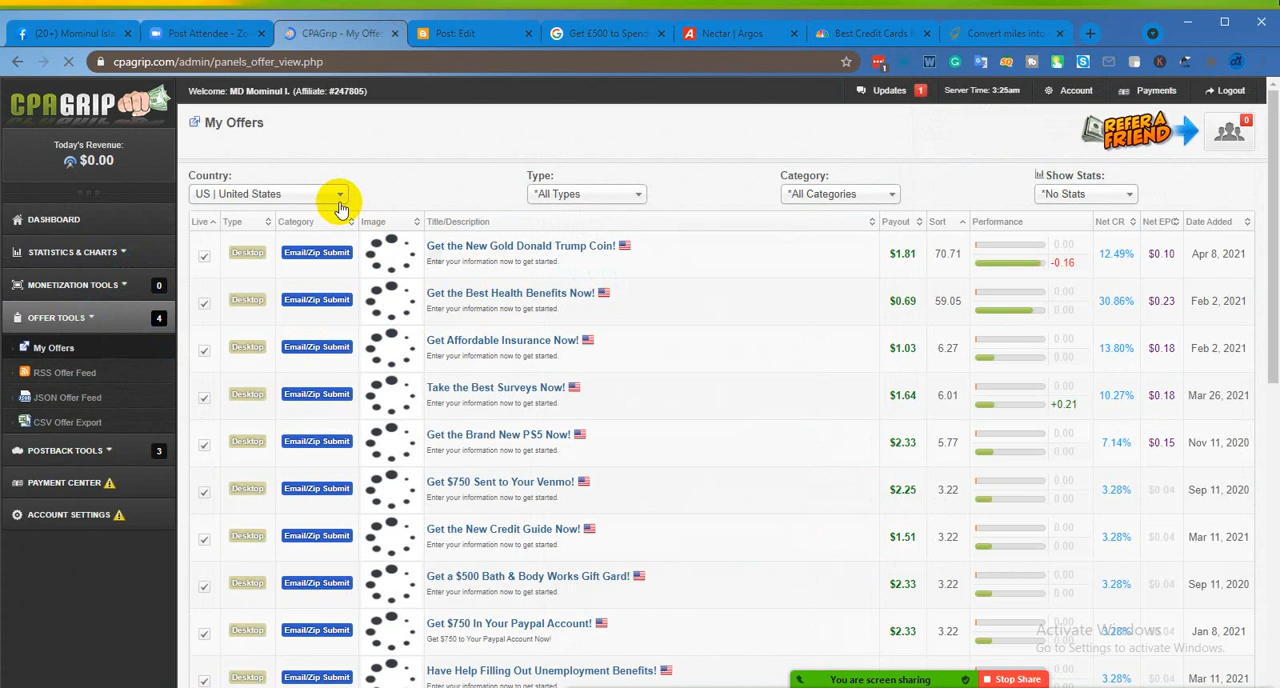 (20+) Mominul Isla
Post Attendee - Zo
CPAGrip - My Offe
Post: Edit
Get £500 to Spend
Nectar | Argos
Best Credit Cards
Convert miles into
cpagrip.com/admin/panels_offer_view.php
CPAGRIP
Welcome: MD Mominul I. (Affiliate: #247805)
Updates 1
Server Time: 3:25am
Account
Payments
Logout
Today's Revenue:
$0.00
My Offers
REFER A FRIEND
0
Country:
Type:
Category:
Show Stats:
US | United States
*All Types
*All Categories
*No Stats
DASHBOARD
STATISTICS & CHARTS
MONETIZATION TOOLS 0
OFFER TOOLS 4
My Offers
RSS Offer Feed
JSON Offer Feed
CSV Offer Export
POSTBACK TOOLS 3
PAYMENT CENTER
ACCOUNT SETTINGS
Live Type Category Image Title/Description Payout Sort Performance Net CR Net EPC Date Added
Desktop Email/Zip Submit Get the New Gold Donald Trump Coin! $1.81 70.71 0.00 12.49% $0.10 Apr 8, 2021
Enter your information now to get started. -0.16
Desktop Email/Zip Submit Get the Best Health Benefits Now! $0.69 59.05 0.00 30.86% $0.23 Feb 2, 2021
Enter your information now to get started. 0.00
Desktop Email/Zip Submit Get Affordable Insurance Now! $1.03 6.27 0.00 13.80% $0.18 Feb 2, 2021
Enter your information now to get started. 0.00
Desktop Email/Zip Submit Take the Best Surveys Now! $1.64 6.01 0.00 10.27% $0.18 Mar 26, 2021
Enter your information now to get started. +0.21
Desktop Email/Zip Submit Get the Brand New PS5 Now! $2.33 5.77 0.00 7.14% $0.15 Nov 11, 2020
Enter your information now to get started. 0.00
Desktop Email/Zip Submit Get $750 Sent to Your Venmo! $2.25 3.22 0.00 3.28% $0.04 Sep 11, 2020
Enter your information now to get started. 0.00
Desktop Email/Zip Submit Get the New Credit Guide Now! $1.51 3.22 0.00 3.28% $0.04 Mar 11, 2021
Enter your information now to get started. 0.00
Desktop Email/Zip Submit Get a $500 Bath & Body Works Gift Gard! $2.33 3.22 0.00 3.28% $0.04 Sep 11, 2020
Enter your information now to get started. 0.00
Desktop Email/Zip Submit Get $750 In Your Paypal Account! $2.33 3.22 0.00 3.28% $0.04 Jan 8, 2021
Get $750 to Your Paypal Account Now! 0.00
Desktop Email/Zip Submit Have Help Filling Out Unemployment Benefits! 3.28% $0.04 Mar 11, 2021
Activate Windows
Go to Settings to activate Windows.
You are screen sharing
Stop Share